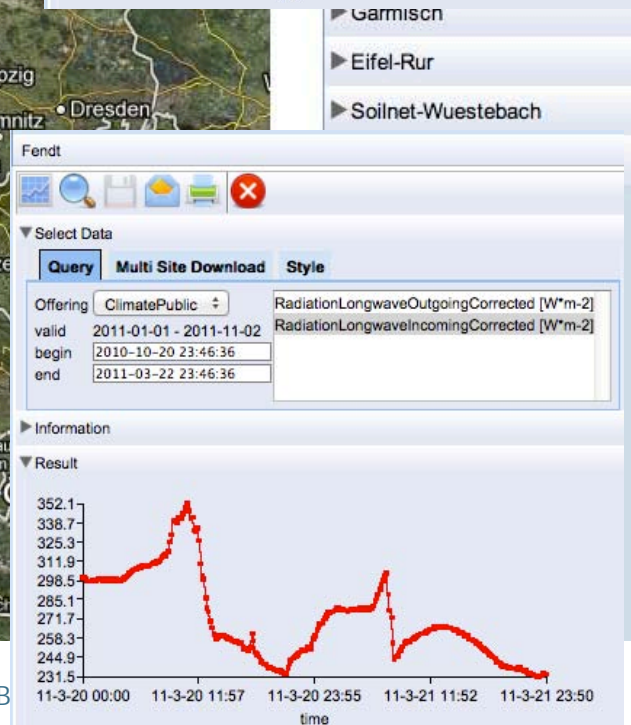 Garmisch
Eifel-Rur
Dresden
Soilnet-Wuestebach
Fendt
Select Data
Query Multi Site Download Style
Offering ClimatePublic
valid 2011-01-01 - 2011-11-02
begin 2010-10-20 23:46:36
end 2011-03-22 23:46:36
RadiationLongwaveOutgoingCorrected [W*m-2]
RadiationLongwaveIncomingCorrected [W*m-2]
Information
Result
352.1
338.7
325.3
311.9
298.5
285.1
271.7
258.3
244.9
231.5
11-3-20 00:00 11-3-20 11:57 11-3-20 23:55 11-3-21 11:52 11-3-21 23:50
time